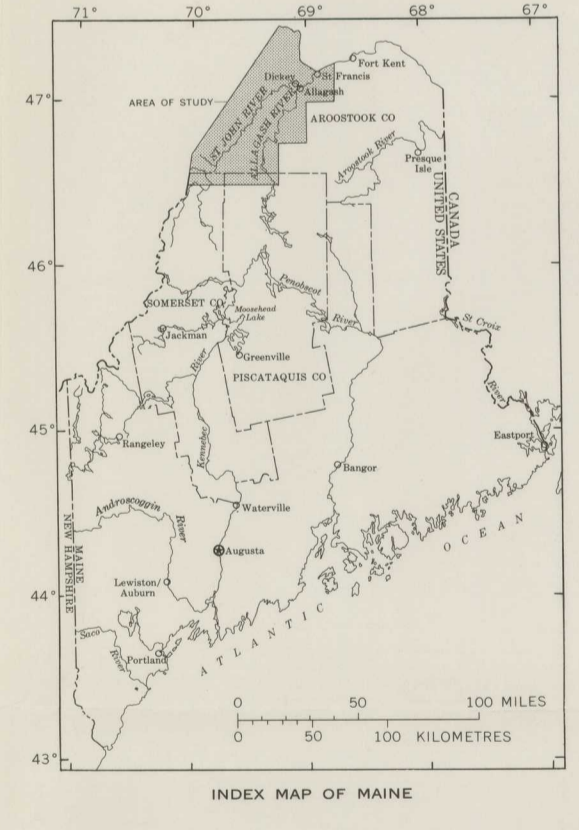 71° 70° 69° 68° 67°
Fort Kent
Dickey
St Francis
Allagash
47°
AREA OF STUDY
ST JOHN RIVER
ALLAGASH RIVER
AROOSTOOK CO
Aroostook River
Presque
Isle
CANADA
UNITED STATES
46°
Penobscot
River
SOMERSET CO
Moosehead
Lake
St Croix
River
Jackman
River
Greenville
PISCATAQUIS CO
45°
Eastport
Rangeley
Kennebec
Bangor
Waterville
Androscoggin
River
OCEAN
MAINE
NEW HAMPSHIRE
Augusta
Lewiston/
Auburn
44°
ATLANTIC
Saco
River
Portland
0 50 100 MILES
0 50 100 KILOMETRES
43°
INDEX MAP OF MAINE